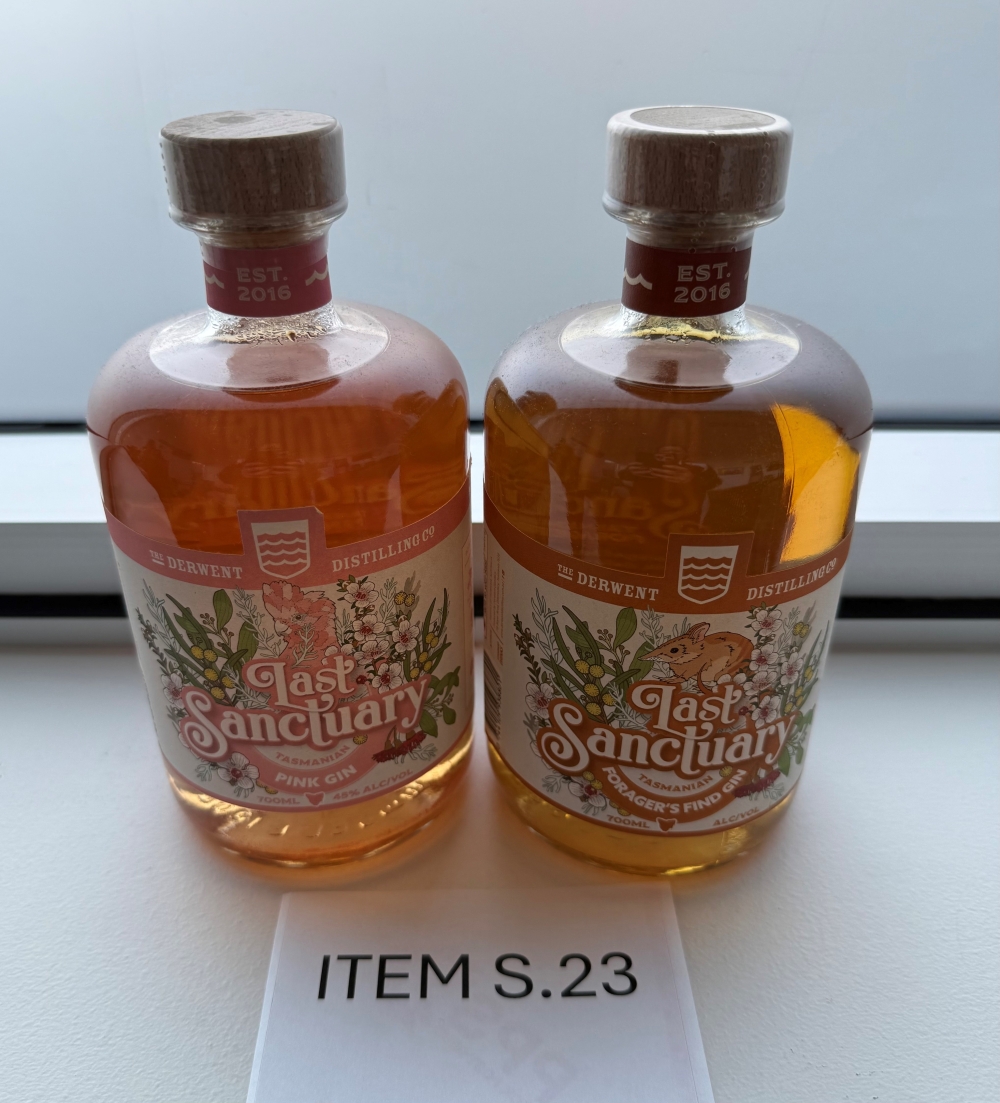 EST.
2016
THE DERWENT DISTILLING CO
Last
Sanctuary
TASMANIAN
PINK GIN
700ML 45% ALC/VOL
EST.
2016
THE DERWENT DISTILLING CO
Last
Sanctuary
TASMANIAN
FORAGER'S FIND GIN
700ML ALC/VOL
ITEM S.23